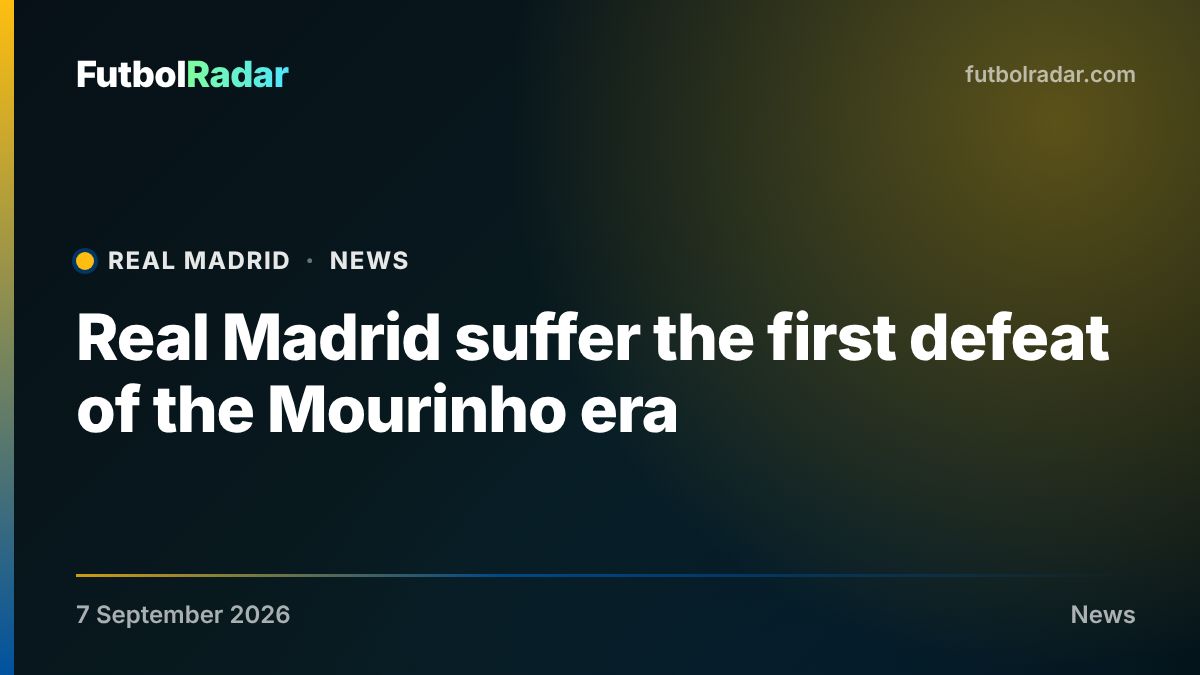 FutbolRadar
futbolradar.com
REAL MADRID · NEWS
Real Madrid suffer the first defeat
of the Mourinho era
7 September 2026
News